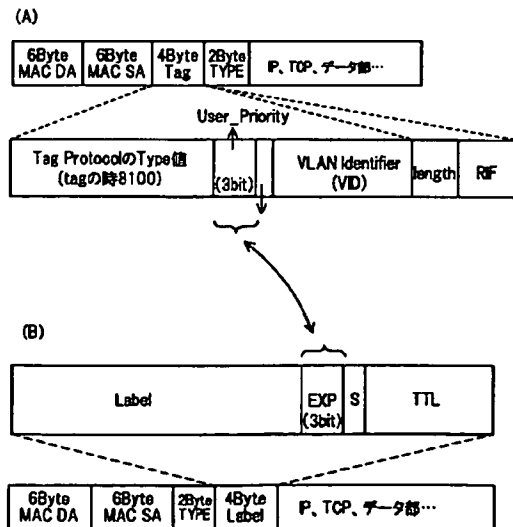 (A)
6Byte MAC DA
6Byte MAC SA
4Byte Tag
2Byte TYPE
IP、TCP、データ部…
User_Priority
Tag ProtocolのType値
(tagの時8100)
(3bit)
VLAN Identifier
(VID)
length
RIF
(B)
Label
EXP
(3bit)
S
TTL
6Byte MAC DA
6Byte MAC SA
2Byte TYPE
4Byte Label
IP、TCP、データ部…